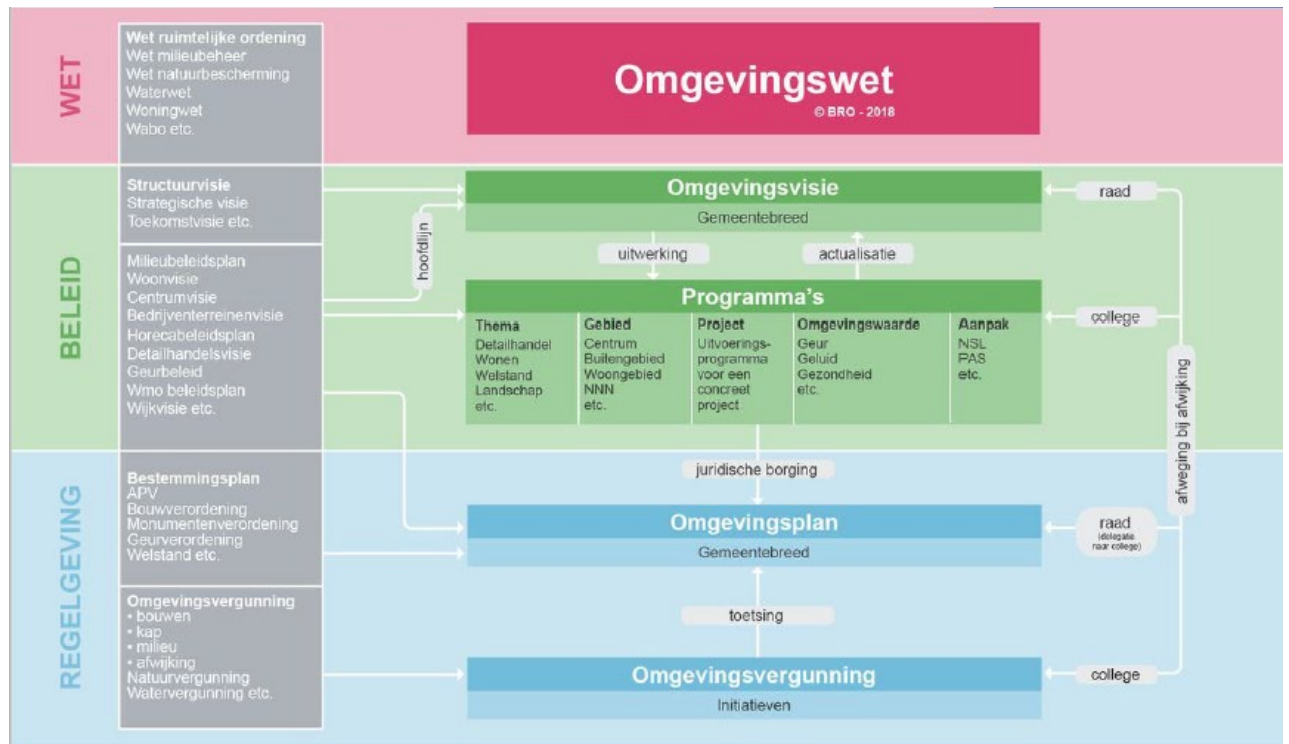 WET
Wet ruimtelijke ordening
Wet milieubeheer
Wet natuurbescherming
Waterwet
Woningwet
Wabo etc.
Omgevingswet
© BRO - 2018
BELEID
Structuurvisie
Strategische visie
Toekomstvisie etc.
Milieubeleidsplan
Woonvisie
Centrumvisie
Bedrijventerreinenvisie
Horecabeleidsplan
Detailhandelsvisie
Geurbeleid
Wmo beleidsplan
Wijkvisie etc.
hoofdlijn
Omgevingsvisie
Gemeentebreed
uitwerking
actualisatie
Programma's
Thema
Detailhandel
Wonen
Welstand
Landschap
etc.
Gebied
Centrum
Buitengebied
Woongebied
NNN
etc.
Project
Uitvoerings-
programma
voor een
concreet
project
Omgevingswaarde
Geur
Geluid
Gezondheid
etc.
Aanpak
NSL
PAS
etc.
raad
college
afweging bij afwijking
REGELGEVING
Bestemmingsplan
APV
Bouwverordening
Monumentenverordening
Geurverordening
Welstand etc.
Omgevingsvergunning
• bouwen
• kap
• milieu
• afwijking
Natuurvergunning
Watervergunning etc.
juridische borging
Omgevingsplan
Gemeentebreed
toetsing
Omgevingsvergunning
Initiatieven
raad
(delegatie
naar college)
college